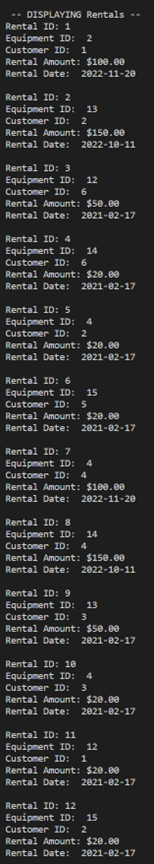 -- DISPLAYING Rentals --
Rental ID: 1
Equipment ID:  2
Customer ID:  1
Rental Amount: $100.00
Rental Date:  2022-11-20

Rental ID: 2
Equipment ID:  13
Customer ID:  2
Rental Amount: $150.00
Rental Date:  2022-10-11

Rental ID: 3
Equipment ID:  12
Customer ID:  6
Rental Amount: $50.00
Rental Date:  2021-02-17

Rental ID: 4
Equipment ID:  14
Customer ID:  6
Rental Amount: $20.00
Rental Date:  2021-02-17

Rental ID: 5
Equipment ID:  4
Customer ID:  2
Rental Amount: $20.00
Rental Date:  2021-02-17

Rental ID: 6
Equipment ID:  15
Customer ID:  5
Rental Amount: $20.00
Rental Date:  2021-02-17

Rental ID: 7
Equipment ID:  4
Customer ID:  4
Rental Amount: $100.00
Rental Date:  2022-11-20

Rental ID: 8
Equipment ID:  14
Customer ID:  4
Rental Amount: $150.00
Rental Date:  2022-10-11

Rental ID: 9
Equipment ID:  13
Customer ID:  3
Rental Amount: $50.00
Rental Date:  2021-02-17

Rental ID: 10
Equipment ID:  4
Customer ID:  3
Rental Amount: $20.00
Rental Date:  2021-02-17

Rental ID: 11
Equipment ID:  12
Customer ID:  1
Rental Amount: $20.00
Rental Date:  2021-02-17

Rental ID: 12
Equipment ID:  15
Customer ID:  2
Rental Amount: $20.00
Rental Date:  2021-02-17